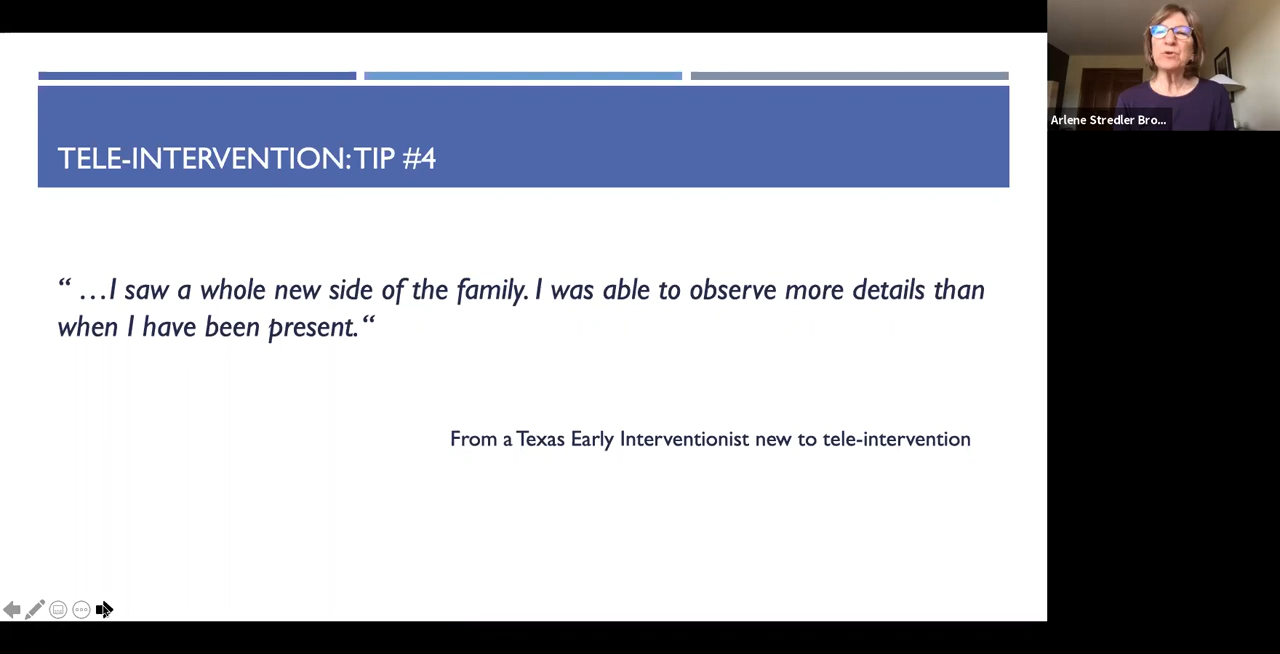 TELE-INTERVENTION: TIP #4
“ …I saw a whole new side of the family. I was able to observe more details than
when I have been present.“
From a Texas Early Interventionist new to tele-intervention
Arlene Stredler Bro...